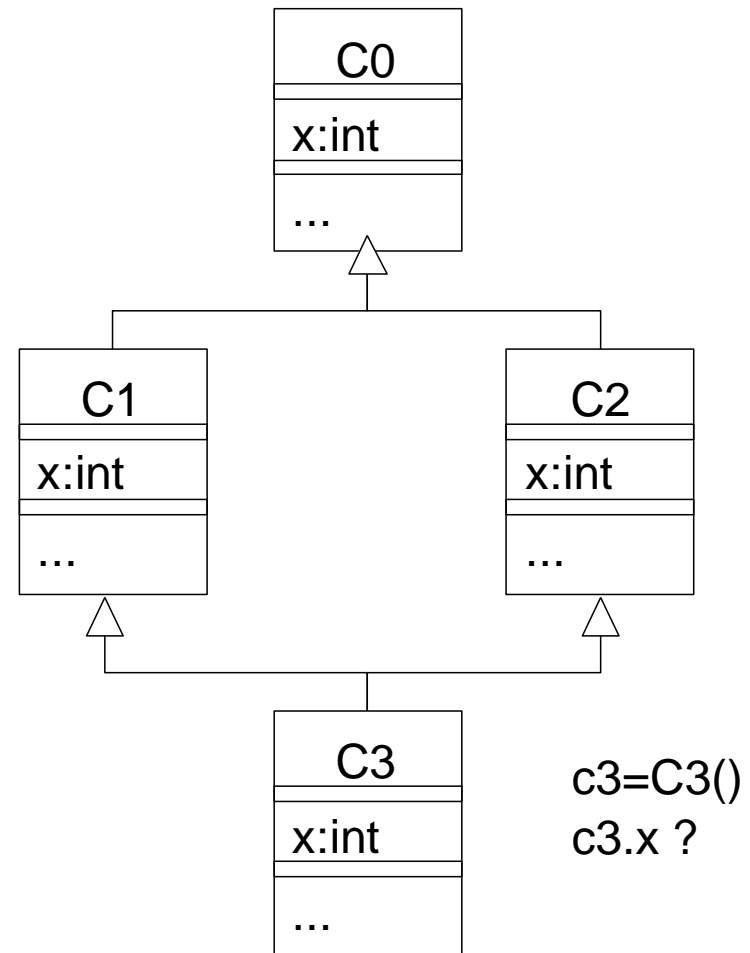 C0
x:int
...
C1
x:int
...
C2
x:int
...
C3
x:int
...
c3=C3()
c3.x ?